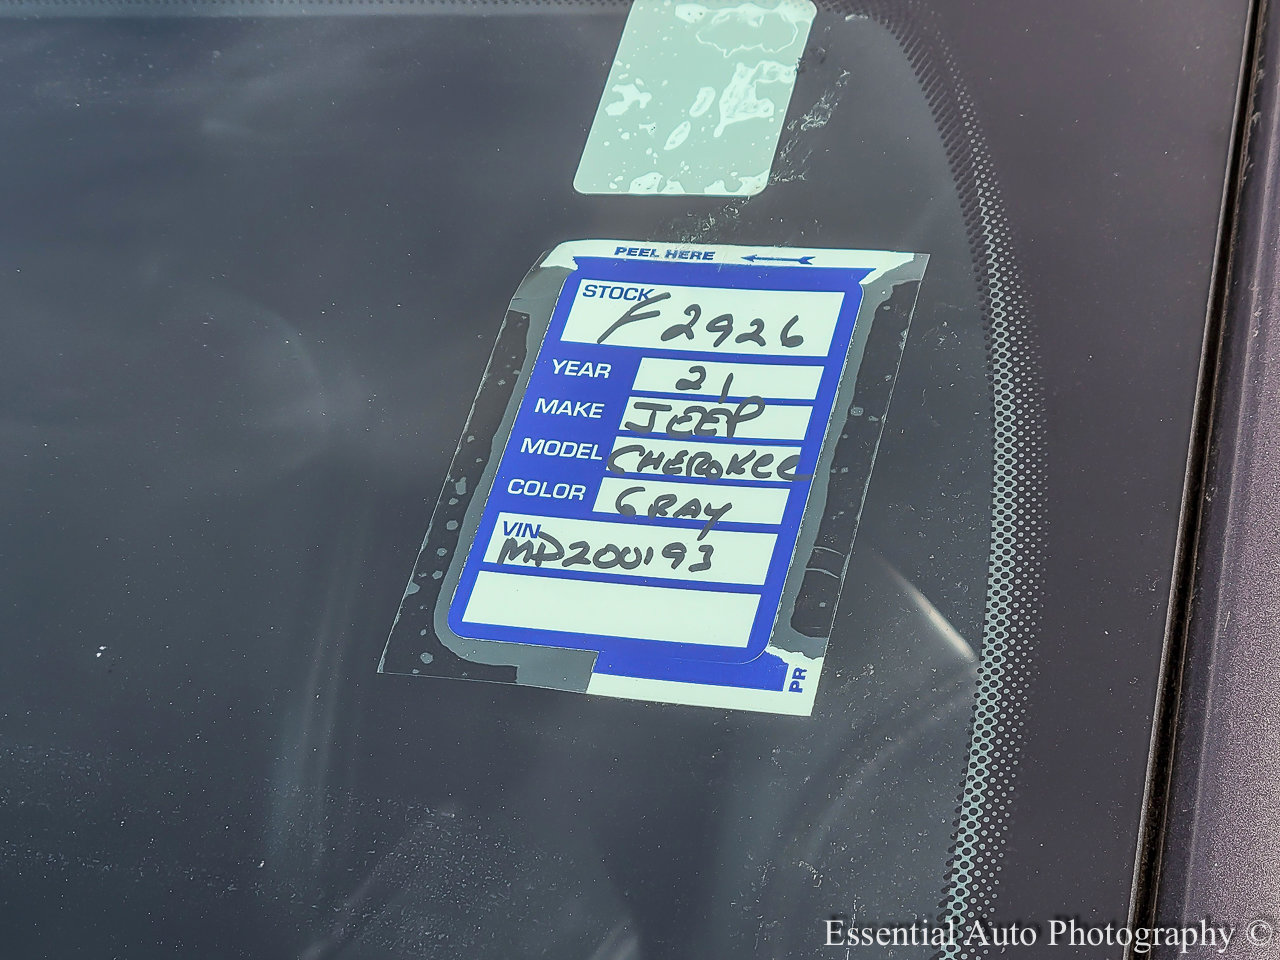 PEEL HERE
STOCK F2926
YEAR 21
MAKE JEEP
MODEL CHEROKEE
COLOR GRAY
VIN
MD200193
PR
Essential Auto Photography ©